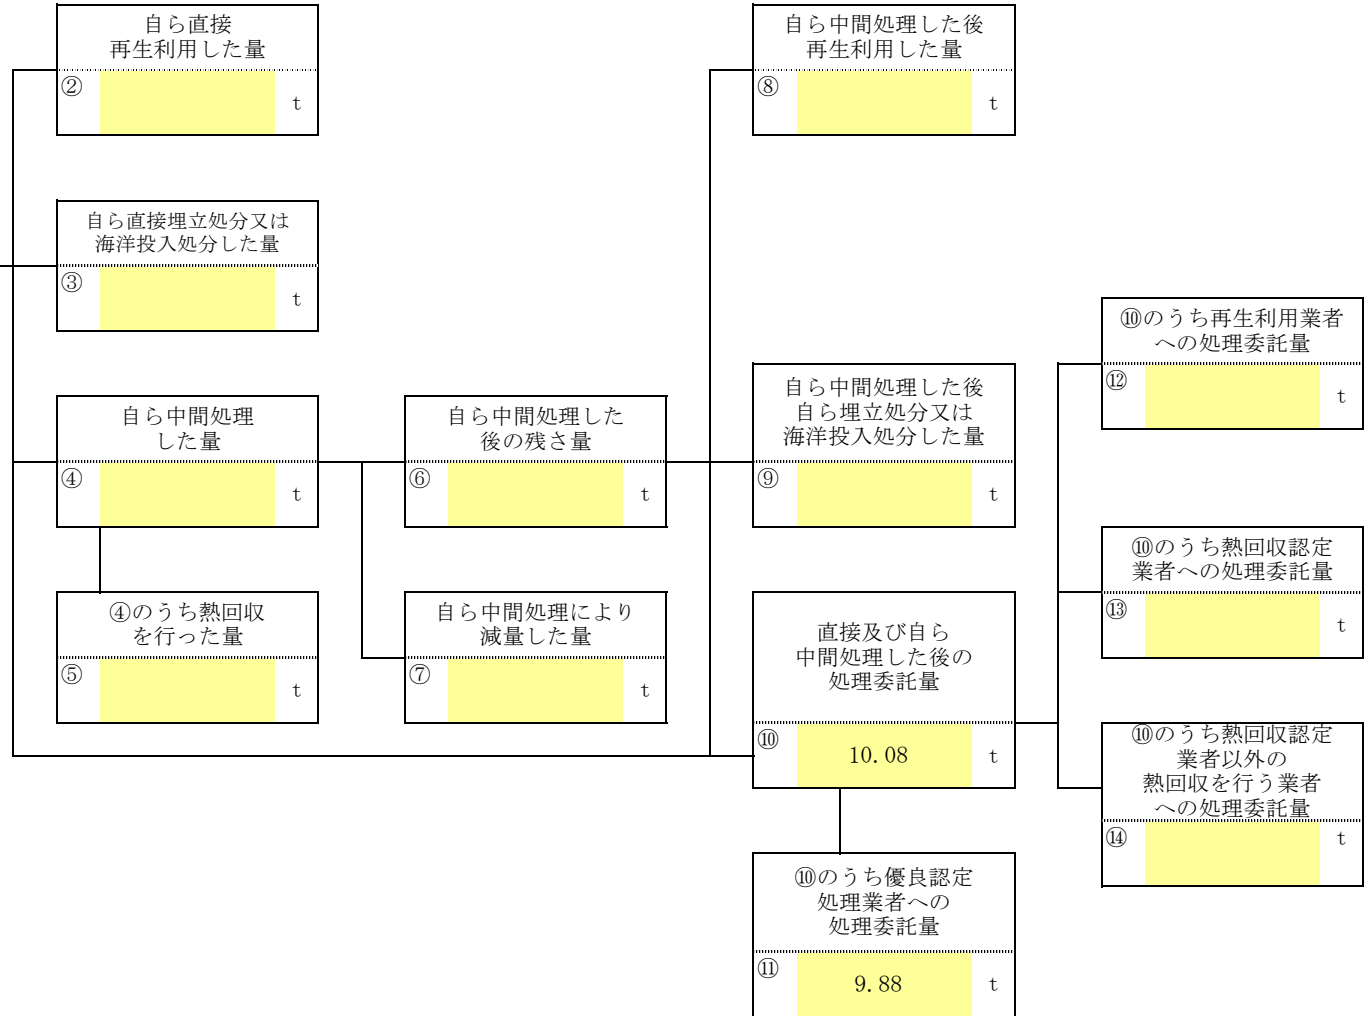 自ら直接
再生利用した量
②
t
自ら中間処理した後
再生利用した量
⑧
t
自ら直接埋立処分又は
海洋投入処分した量
③
t
⑩のうち再生利用業者
への処理委託量
⑫
t
自ら中間処理
した量
④
t
自ら中間処理した
後の残さ量
⑥
t
自ら中間処理した後
自ら埋立処分又は
海洋投入処分した量
⑨
t
⑩のうち熱回収認定
業者への処理委託量
⑬
t
④のうち熱回収
を行った量
⑤
t
自ら中間処理により
減量した量
⑦
t
直接及び自ら
中間処理した後の
処理委託量
⑩
10.08
t
⑩のうち熱回収認定
業者以外の
熱回収を行う業者
への処理委託量
⑭
t
⑩のうち優良認定
処理業者への
処理委託量
⑪
9.88
t